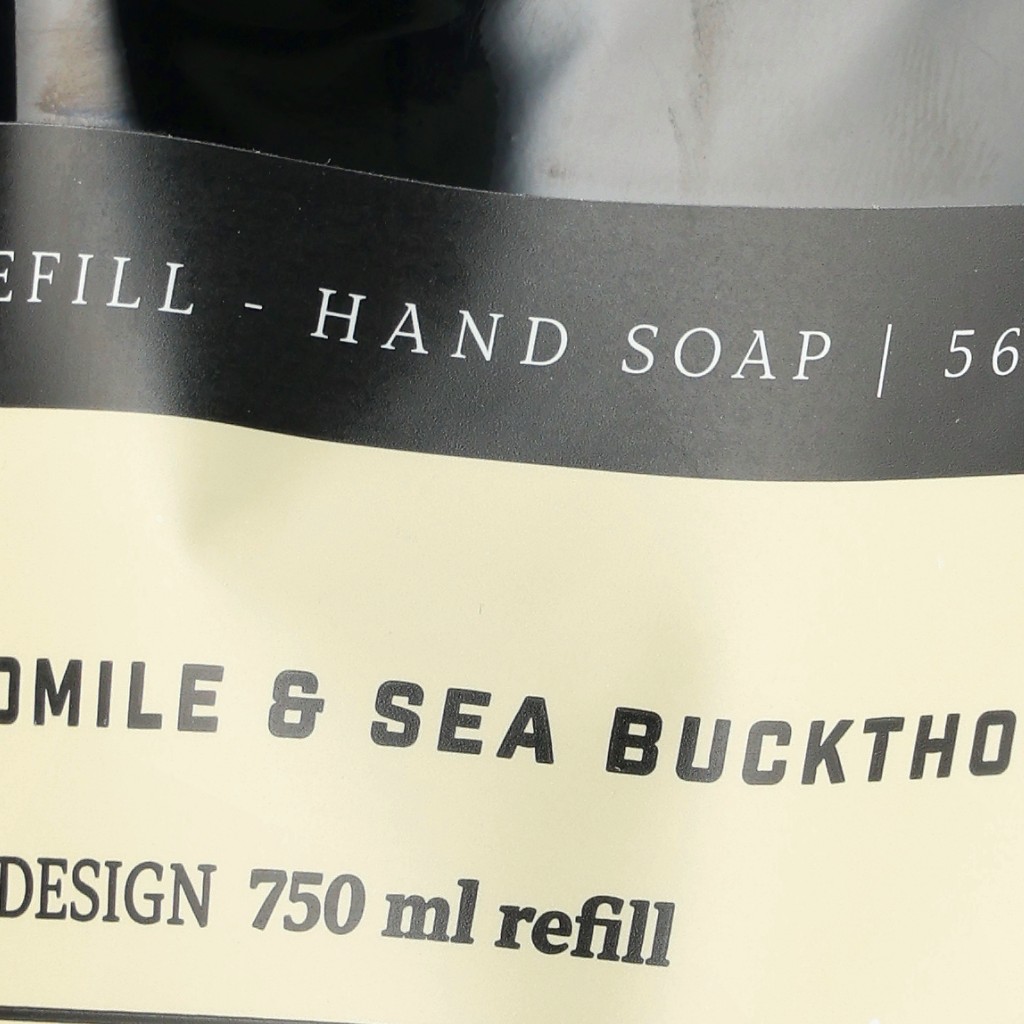 EFILL - HAND SOAP | 56
OMILE & SEA BUCKTHO
DESIGN 750 ml refill